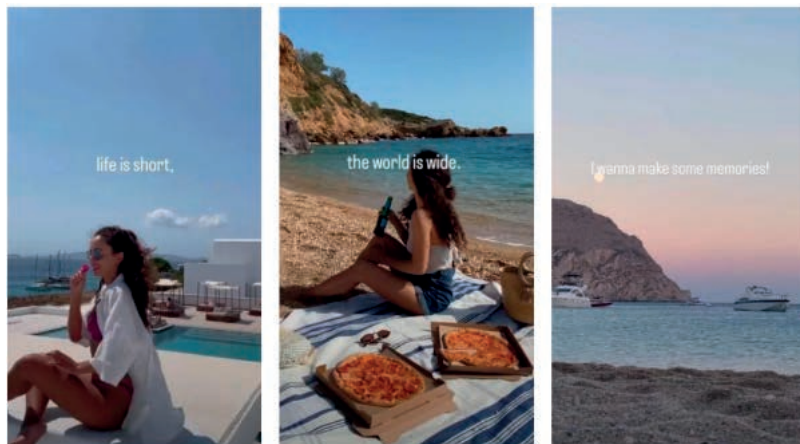 life is short,
the world is wide.
I wanna make some memories!